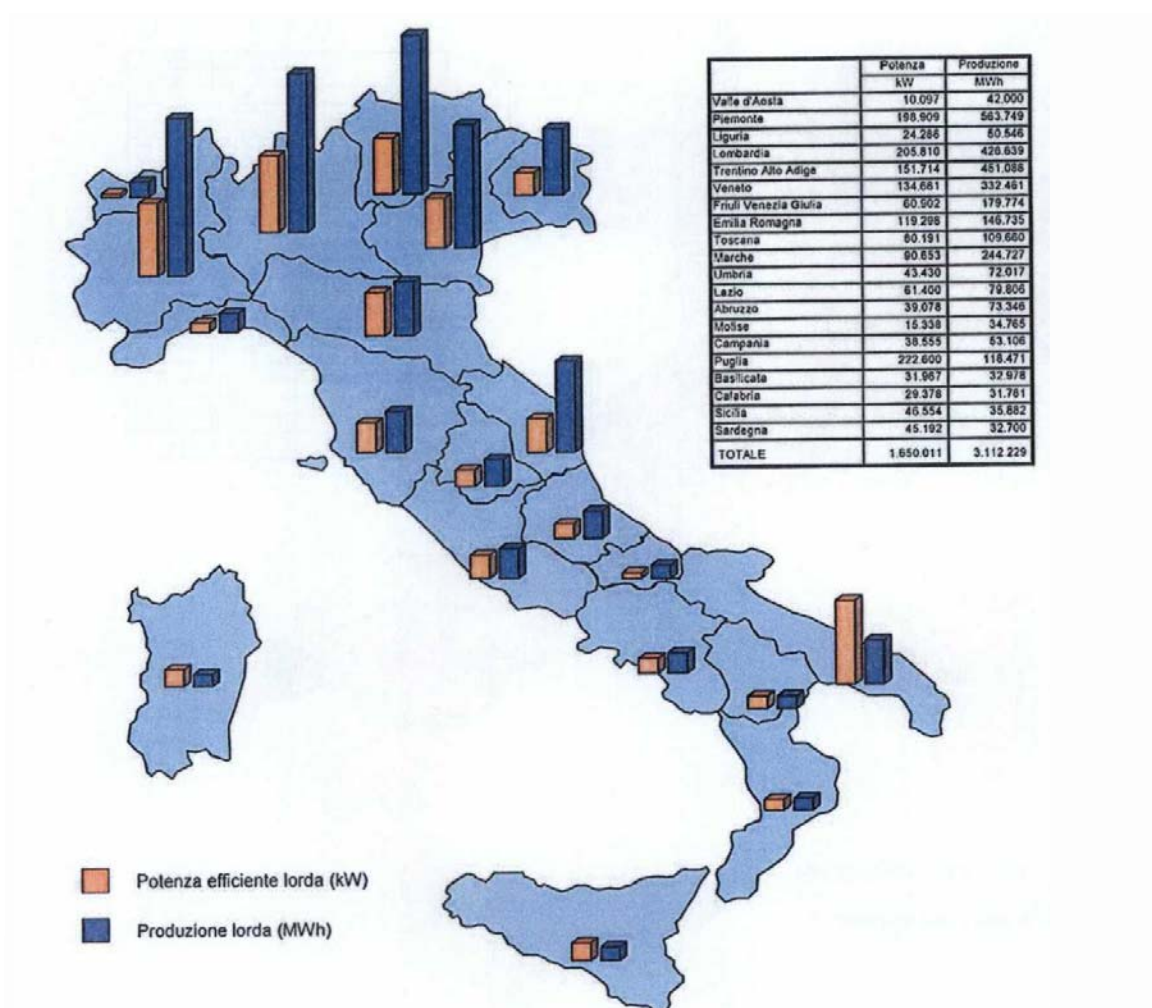 Potenza Produzione
kW MWh
Valle d'Aosta 10.097 42.000
Piemonte 198.909 563.749
Liguria 24.286 50.546
Lombardia 205.810 426.639
Trentino Alto Adige 151.714 451.088
Veneto 134.661 332.461
Friuli Venezia Giulia 60.902 179.774
Emilia Romagna 119.298 146.735
Toscana 80.191 109.660
Marche 90.653 244.727
Umbria 43.430 72.017
Lazio 61.400 79.806
Abruzzo 39.078 73.346
Molise 15.338 34.765
Campania 38.555 53.106
Puglia 222.600 118.471
Basilicata 31.967 32.978
Calabria 29.376 31.761
Sicilia 46.554 35.882
Sardegna 45.192 32.700
TOTALE 1.650.011 3.112.229
Potenza efficiente lorda (kW)
Produzione lorda (MWh)